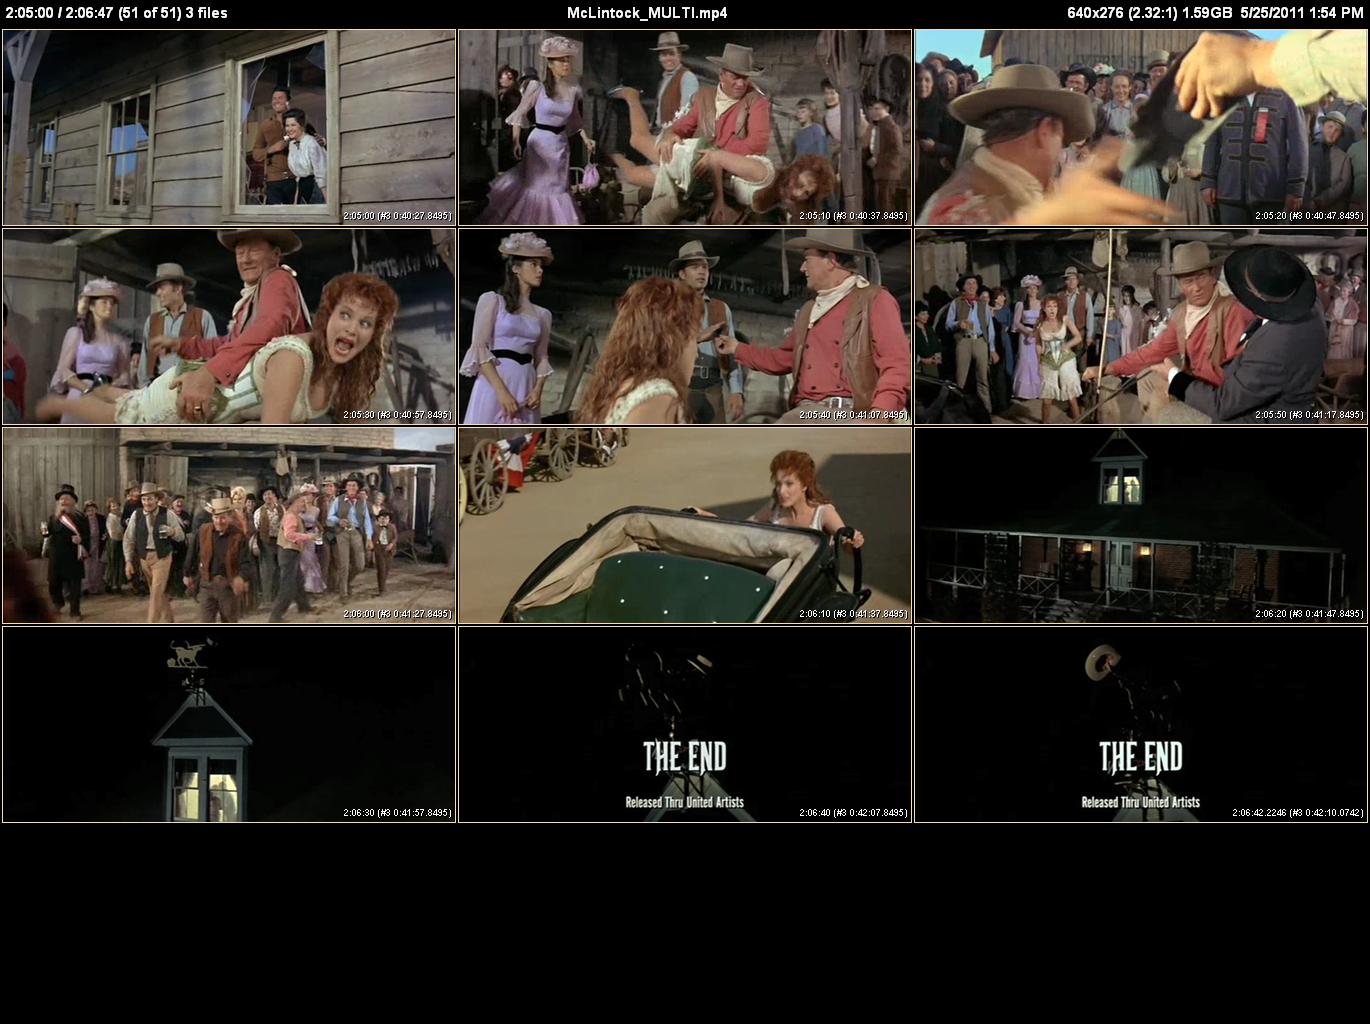 2:05:00 / 2:06:47 (51 of 51) 3 files
McLintock_MULTI.mp4
640x276 (2.32:1) 1.59GB 5/25/2011 1:54 PM
2:05:00 (#3 0:40:27.8495)
2:05:10 (#3 0:40:37.8495)
2:05:20 (#3 0:40:47.8495)
2:05:30 (#3 0:40:57.8495)
2:05:40 (#3 0:41:07.8495)
2:05:50 (#3 0:41:17.8495)
2:06:00 (#3 0:41:27.8495)
2:06:10 (#3 0:41:37.8495)
2:06:20 (#3 0:41:47.8495)
2:06:30 (#3 0:41:57.8495)
THE END
Released Thru United Artists
2:06:40 (#3 0:42:07.8495)
THE END
Released Thru United Artists
2:06:42.2246 (#3 0:42:10.0742)